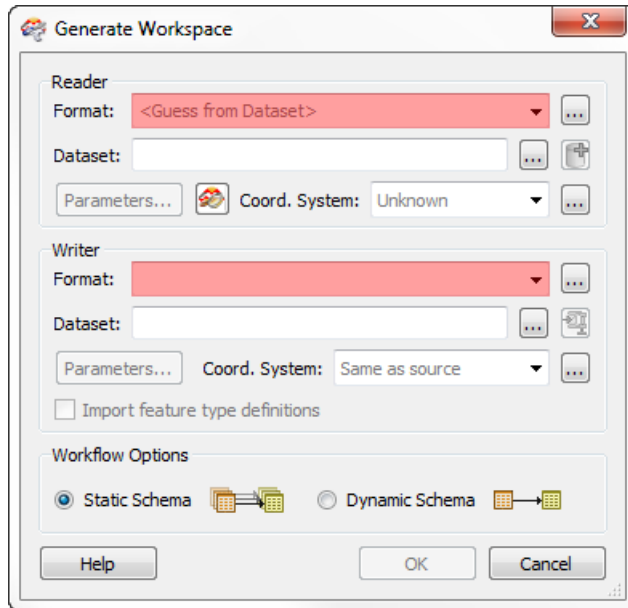 Generate Workspace
Reader
Format: <Guess from Dataset> ...
Dataset: ...
Parameters... Coord. System: Unknown ...
Writer
Format: ...
Dataset: ...
Parameters... Coord. System: Same as source ...
Import feature type definitions
Workflow Options
Static Schema Dynamic Schema
Help OK Cancel